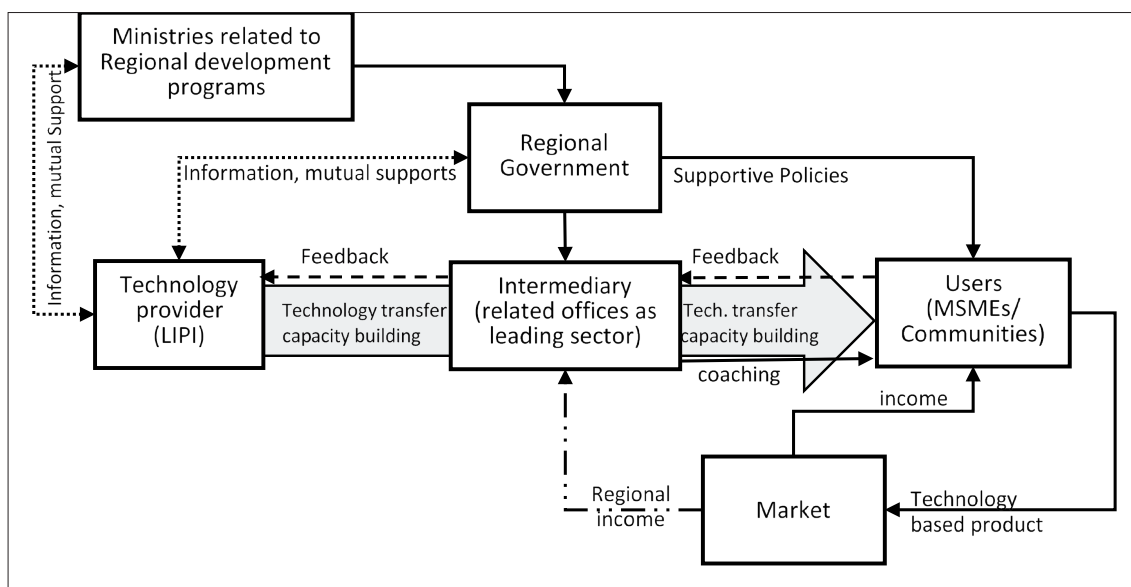 Ministries related to
Regional development
programs
Information, mutual Support
Regional
Government
Information, mutual supports
Supportive Policies
Technology
provider
(LIPI)
Feedback
Technology transfer
capacity building
Intermediary
(related offices as
leading sector)
Feedback
Tech. transfer
capacity building
coaching
Users
(MSMEs/
Communities)
income
Regional
income
Market
Technology
based product